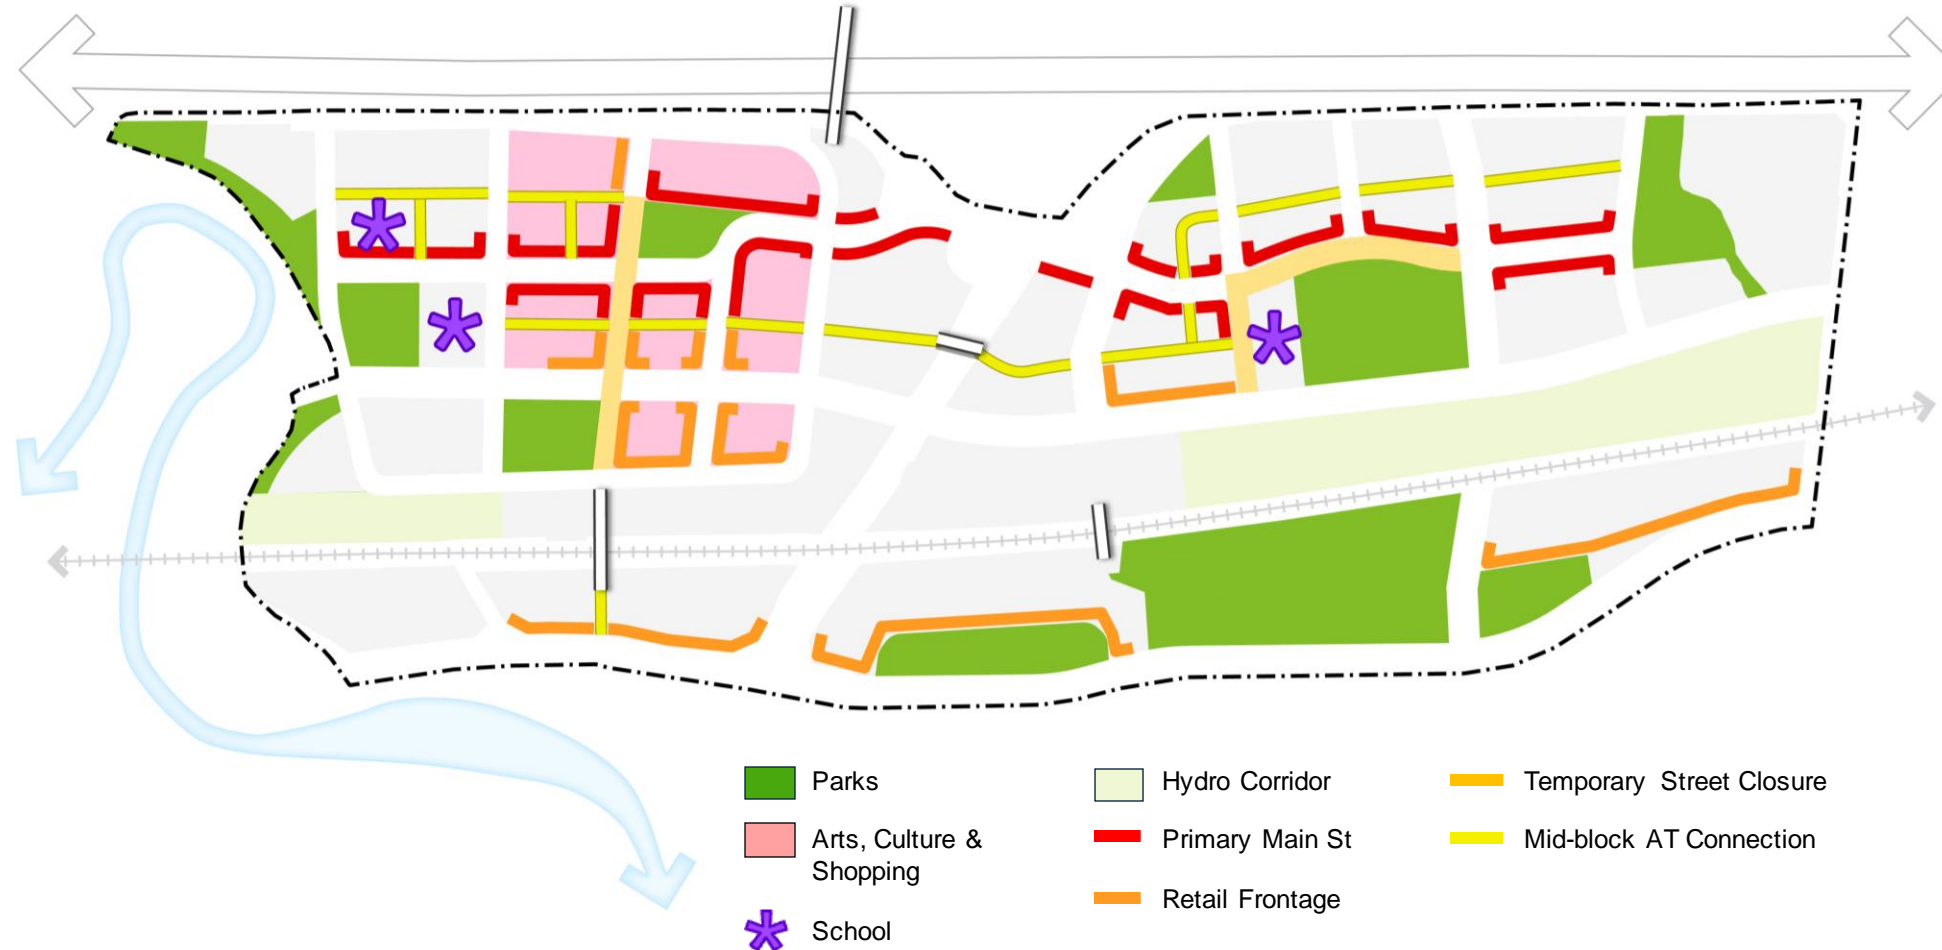 Parks
Arts, Culture &
Shopping
School
Hydro Corridor
Primary Main St
Retail Frontage
Temporary Street Closure
Mid-block AT Connection